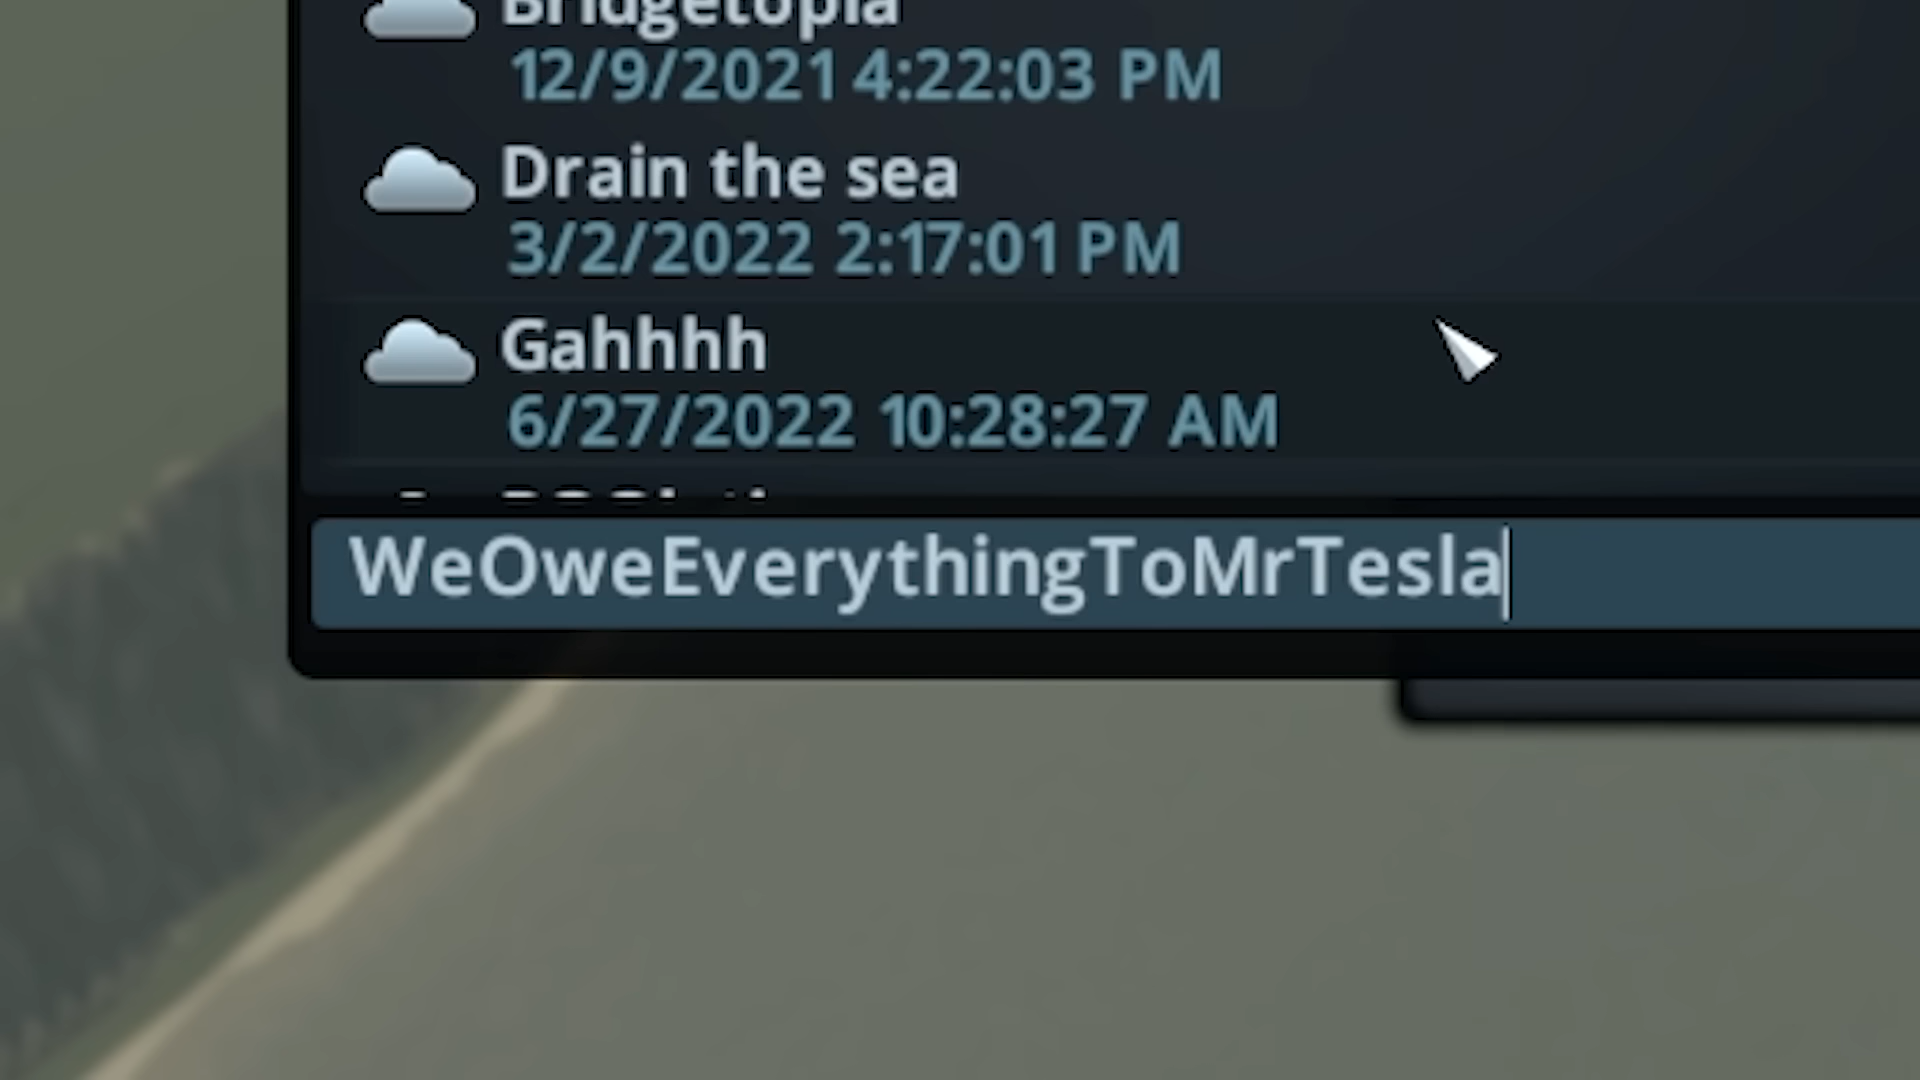 Bridgetopia
12/9/2021 4:22:03 PM
Drain the sea
3/2/2022 2:17:01 PM
Gahhhh
6/27/2022 10:28:27 AM
WeOweEverythingToMrTesla